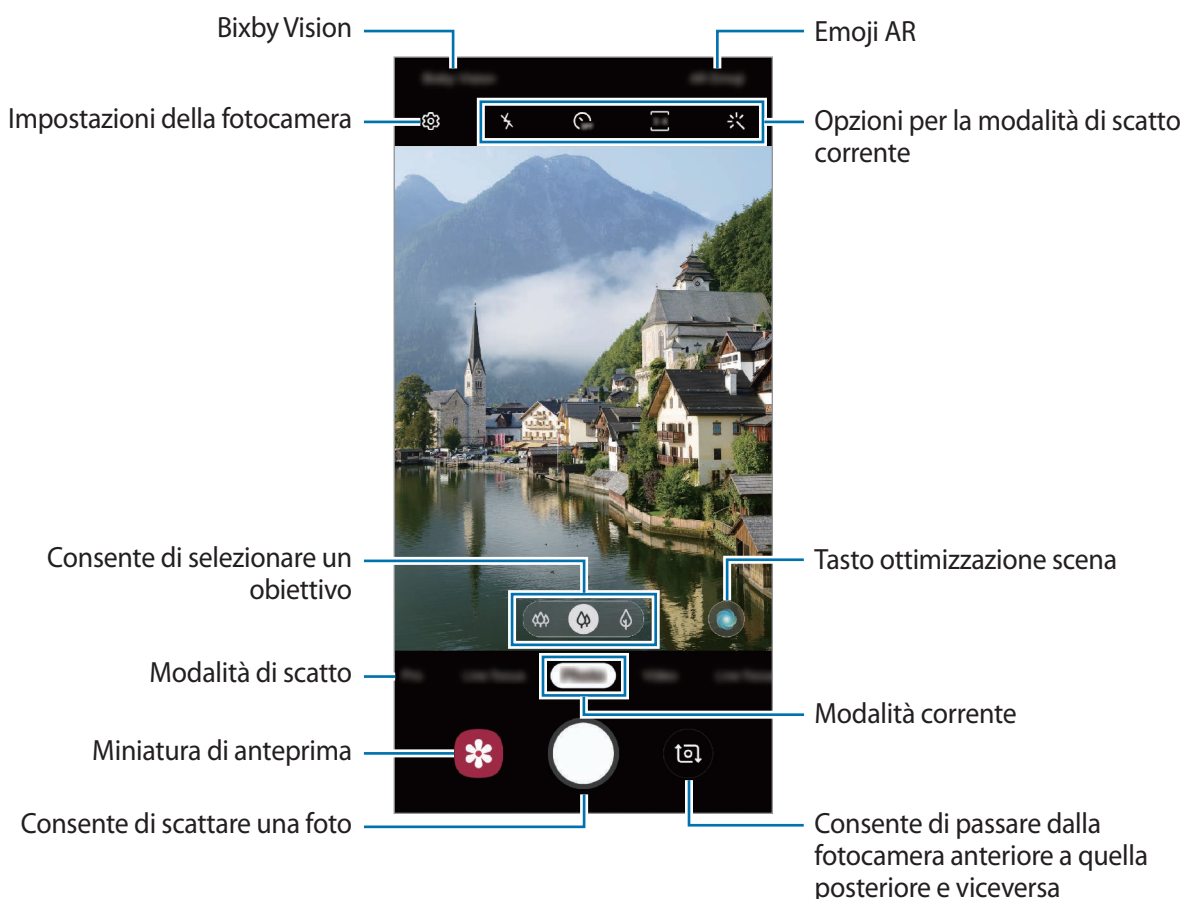 Bixby Vision
Emoji AR
Impostazioni della fotocamera
Opzioni per la modalità di scatto
corrente
Consente di selezionare un
obiettivo
Tasto ottimizzazione scena
Modalità di scatto
Modalità corrente
Miniatura di anteprima
Consente di scattare una foto
Consente di passare dalla
fotocamera anteriore a quella
posteriore e viceversa